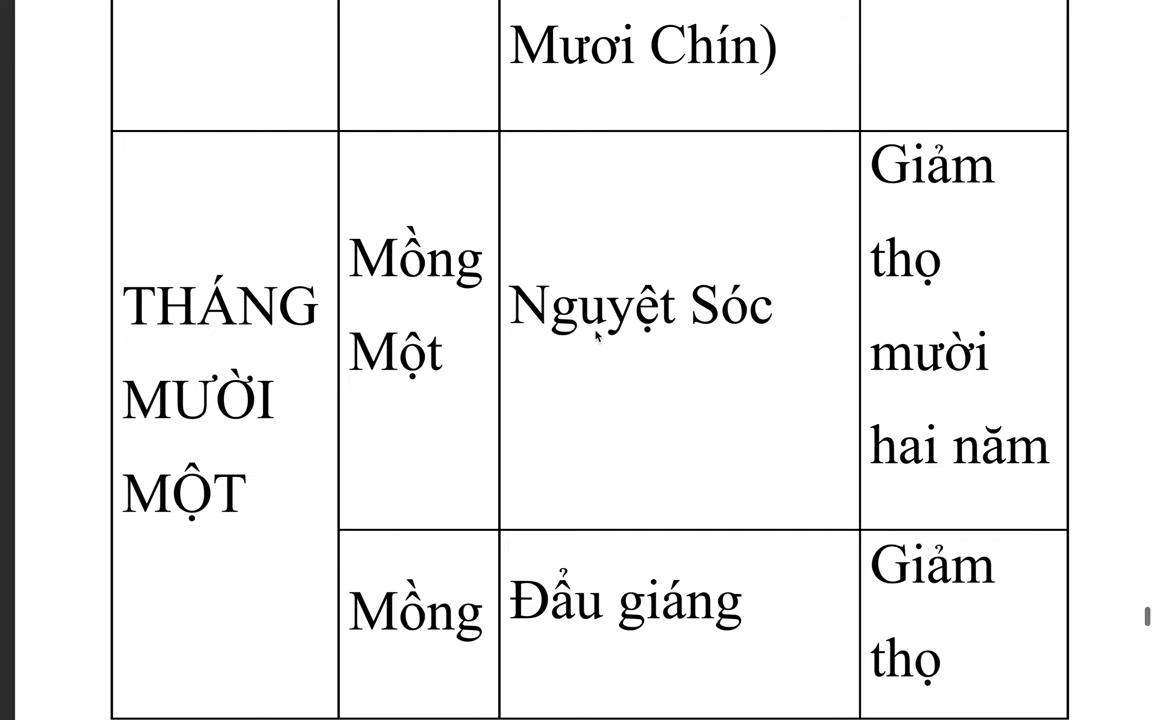 Mươi Chín)
THÁNG
MƯỜI
MỘT
Mồng
Một
Nguyệt Sóc
Giảm
thọ
mười
hai năm
Mồng
Đẩu giáng
Giảm
thọ